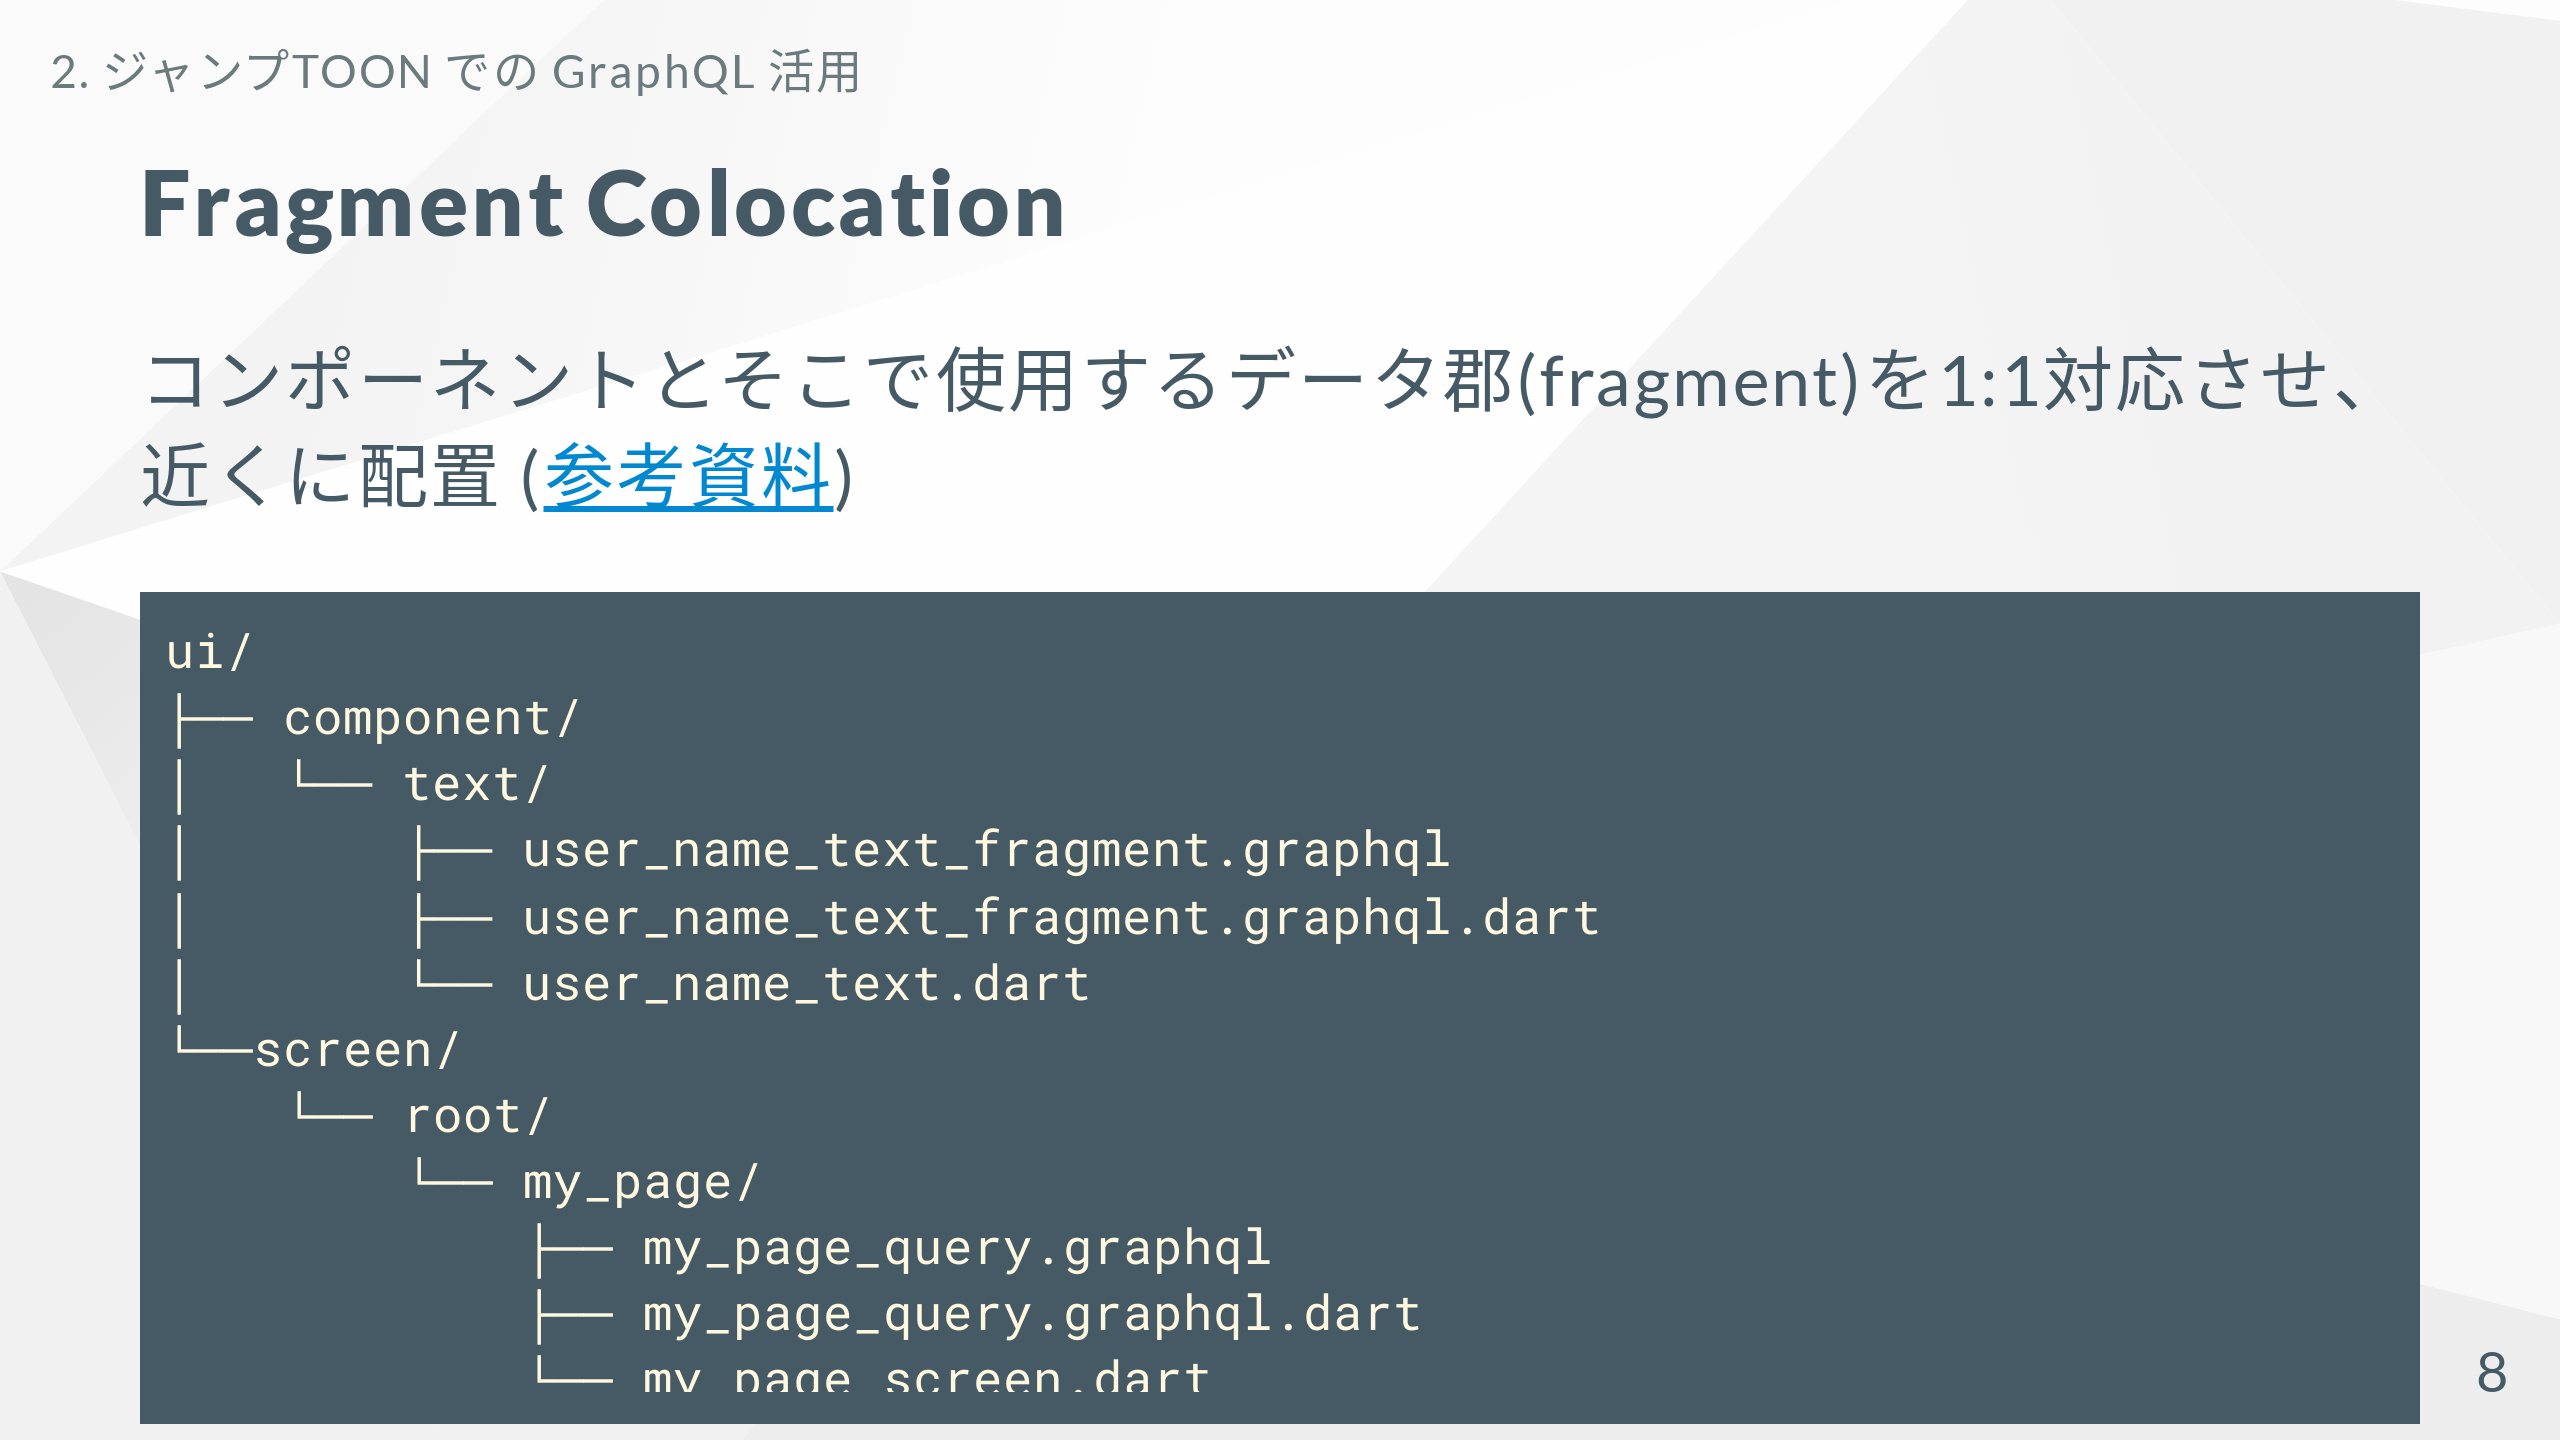 2. ジャンプTOON での GraphQL 活用
Fragment Colocation
コンポーネントとそこで使用するデータ郡(fragment)を1:1対応させ、
近くに配置 (参考資料)
ui/
├── component/
│   └── text/
│       ├── user_name_text_fragment.graphql
│       ├── user_name_text_fragment.graphql.dart
│       └── user_name_text.dart
└──screen/
    └── root/
        └── my_page/
            ├── my_page_query.graphql
            ├── my_page_query.graphql.dart
            └── my_page_screen.dart
8